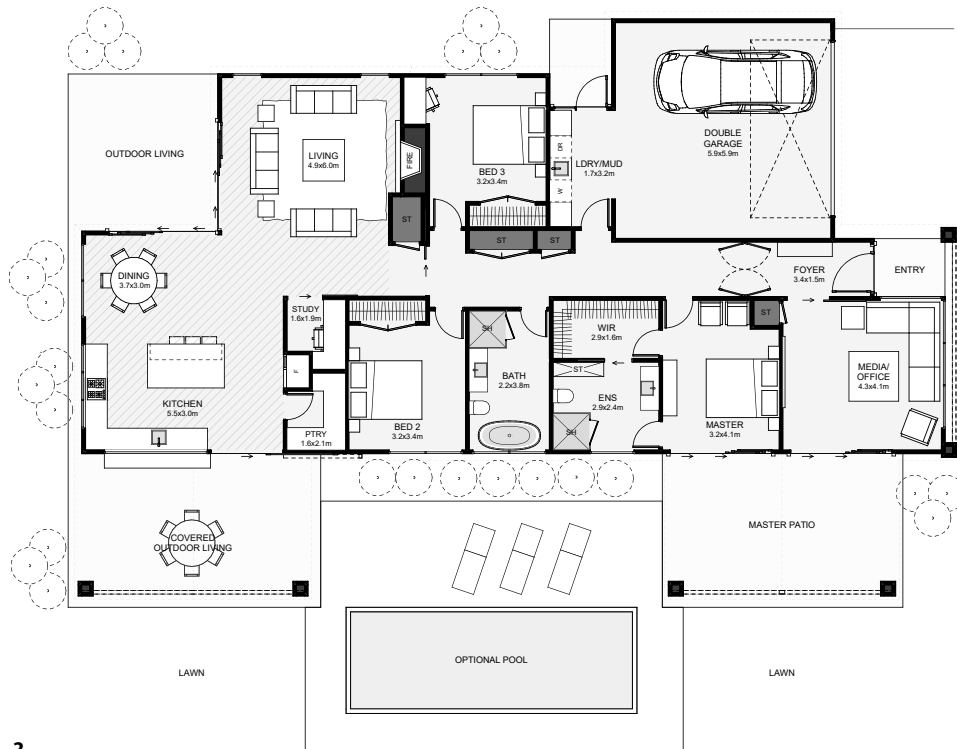 DOUBLE
GARAGE
5.9x5.9m
OUTDOOR LIVING
LIVING
4.9x6.0m
FIRE
BED 3
3.2x3.4m
DR
W
LDRY/MUD
1.7x3.2m
ST
ST
ST
DINING
3.7x3.0m
FOYER
3.4x1.5m
ENTRY
STUDY
1.6x1.9m
SH
WIR
2.9x1.6m
ST
F
ST
BATH
2.2x3.8m
ENS
2.9x2.4m
MEDIA/
OFFICE
4.3x4.1m
KITCHEN
5.5x3.0m
PTRY
1.6x2.1m
BED 2
3.2x3.4m
SH
MASTER
3.2x4.1m
COVERED
OUTDOOR LIVING
MASTER PATIO
OPTIONAL POOL
LAWN
LAWN